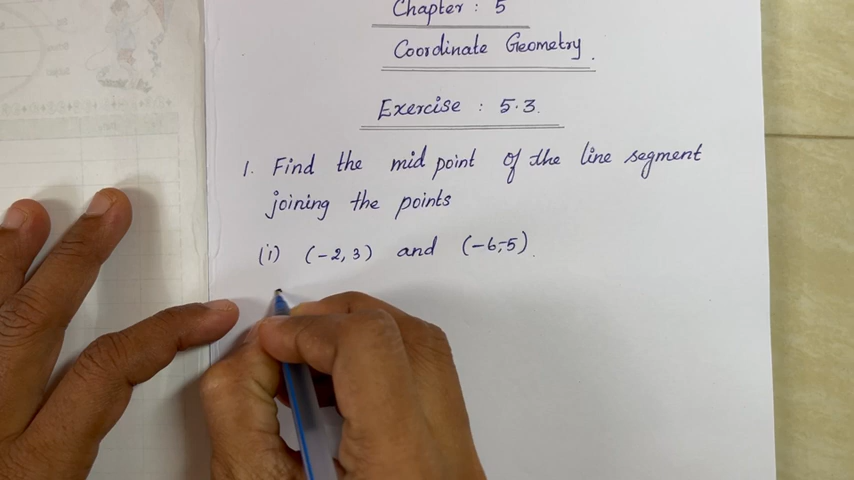 Chapter : 5
Coordinate Geometry.
Exercise : 5.3.
1. Find the mid point of the line segment
joining the points
(i) (-2, 3) and (-6,-5).